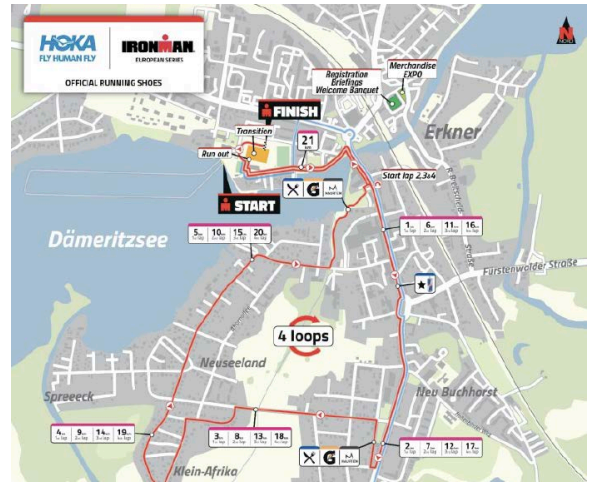 HOKA
FLY HUMAN FLY
IRONMAN
EUROPEAN SERIES
OFFICIAL RUNNING SHOES
Registration
Briefings
Welcome Banquet
Merchandise
EXPO
FINISH
Transition
Run out
21
Erkner
Start lap 2,3&4
START
G
Dämeritzsee
5 10 15 20
1 6 11 16
Fürstenwalder Straße
4 loops
Neuseeland
Spreeeck
Neu Buchhorst
4 9 14 19
3 8 13 18
G
2 7 12 17
Klein-Afrika